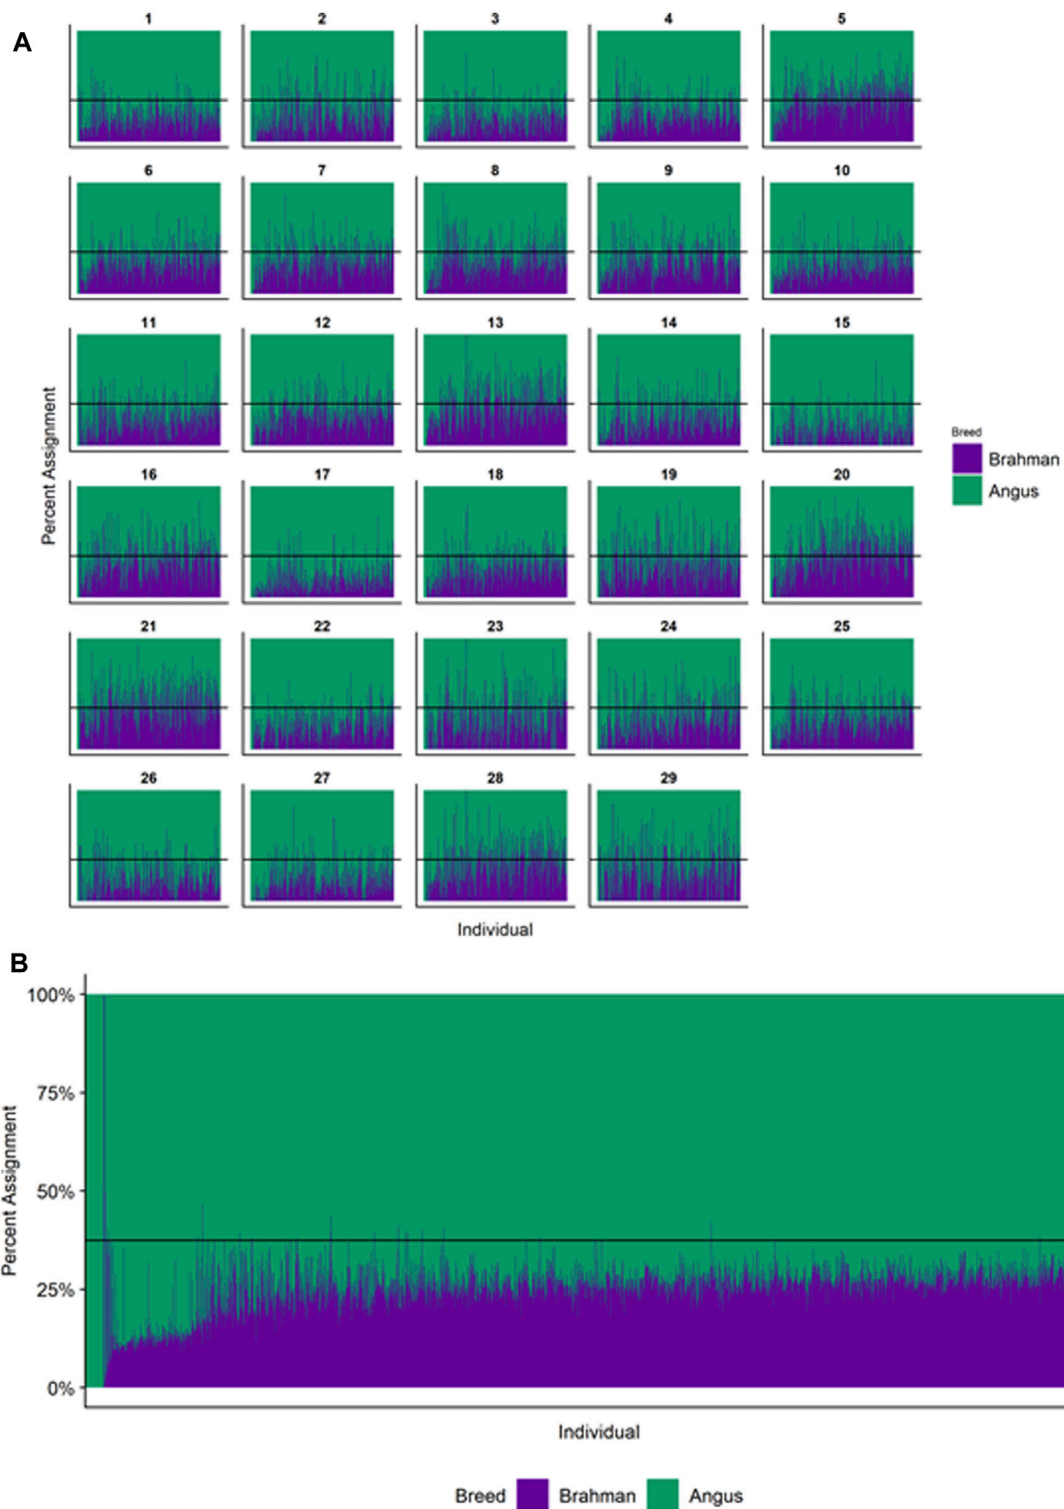 A
1 2 3 4 5
6 7 8 9 10
11 12 13 14 15
16 17 18 19 20
21 22 23 24 25
26 27 28 29
Percent Assignment
Individual
Breed
Brahman
Angus
B
100%
75%
50%
25%
0%
Percent Assignment
Individual
Breed Brahman Angus